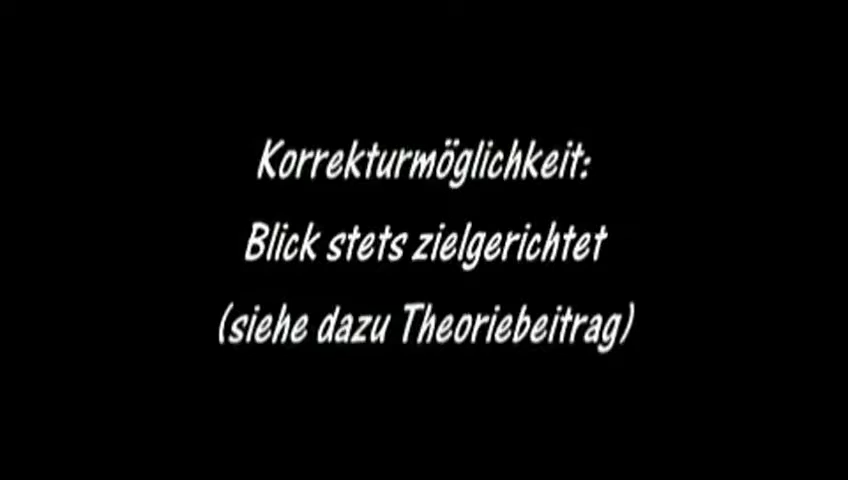 Korrekturmöglichkeit:
Blick stets zielgerichtet
(siehe dazu Theoriebeitrag)